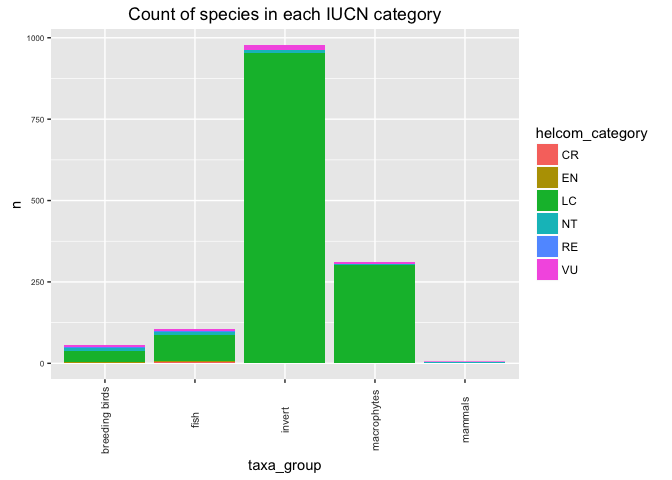 Count of species in each IUCN category
1000
750
500
250
0
n
breeding birds
fish
invert
macrophytes
mammals
taxa_group
helcom_category
CR
EN
LC
NT
RE
VU